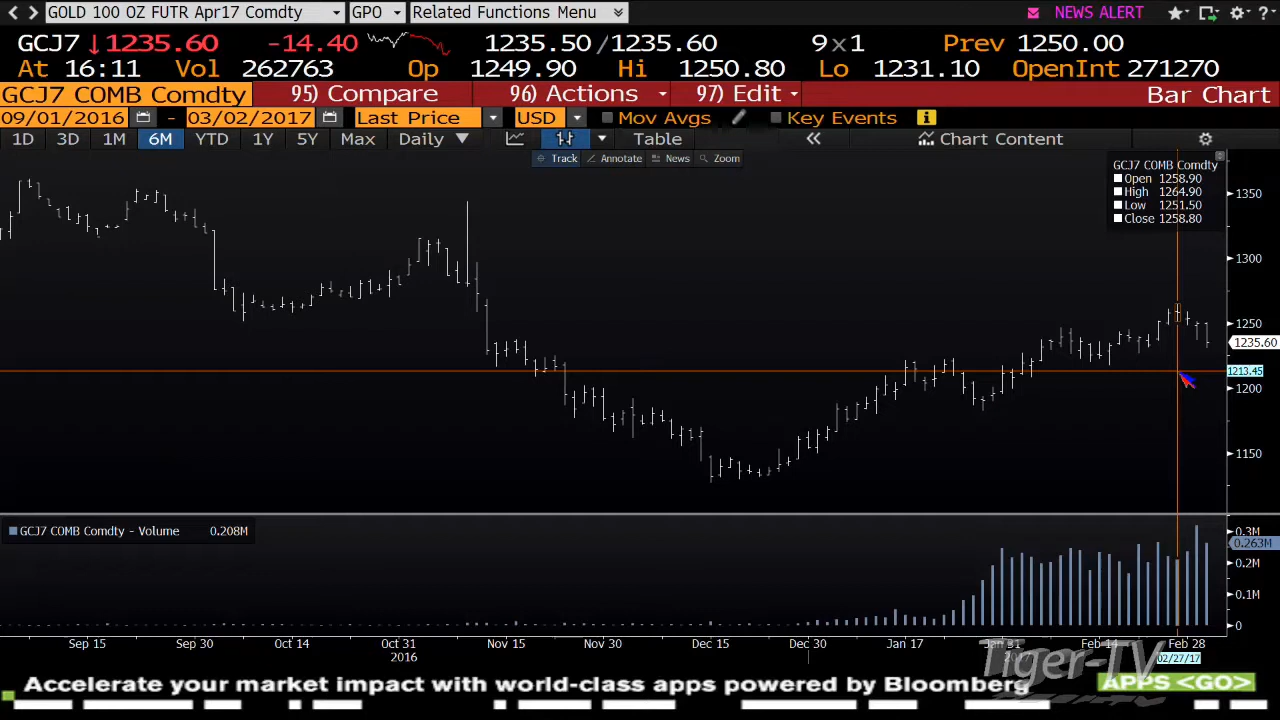 GOLD 100 OZ FUTR Apr17 Comdty GPO Related Functions Menu NEWS ALERT ?
GCJ7 ↓1235.60 -14.40 1235.50/1235.60 9x1 Prev 1250.00
At 16:11 Vol 262763 Op 1249.90 Hi 1250.80 Lo 1231.10 OpenInt 271270
GCJ7 COMB Comdty 95) Compare 96) Actions 97) Edit Bar Chart
09/01/2016 - 03/02/2017 Last Price USD Mov Avgs Key Events i
1D 3D 1M 6M YTD 1Y 5Y Max Daily Table « Chart Content
Track Annotate News Zoom
GCJ7 COMB Comdty
Open 1258.90
High 1264.90
Low 1251.50
Close 1258.80
1350
1300
1250
1235.60
1213.45
1200
1150
GCJ7 COMB Comdty - Volume 0.208M
0.3M
0.263M
0.2M
0.1M
0
Sep 15 Sep 30 Oct 14 Oct 31 Nov 15 Nov 30 Dec 15 Dec 30 Jan 17 Jan 31 Feb 14 Feb 28
2016 02/27/17
Tiger-TV
Accelerate your market impact with world-class apps powered by Bloomberg APPS <GO>